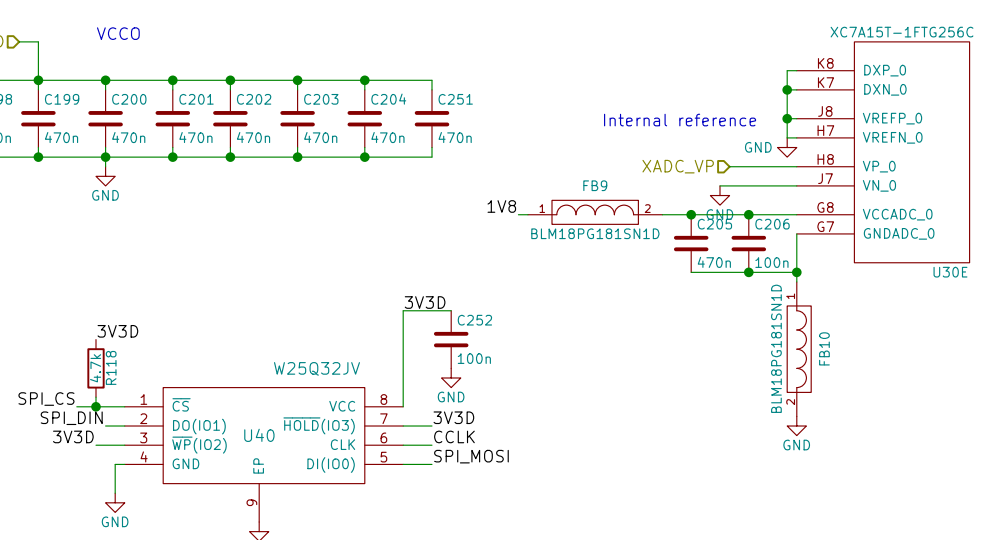 VCCO
C199
C200
C201
C202
C203
C204
C251
470n
470n
470n
470n
470n
470n
470n
GND
XC7A15T-1FTG256C
K8 DXP_0
K7 DXN_0
J8 VREFP_0
H7 VREFN_0
Internal reference
GND
XADC_VP
H8 VP_0
J7 VN_0
GND
FB9
1V8
1
2
BLM18PG181SN1D
G8 VCCADC_0
G7 GNDADC_0
C205
C206
470n
100n
U30E
1
BLM18PG181SN1D
FB10
2
GND
3V3D
4.7k
R118
3V3D
C252
100n
GND
W25Q32JV
SPI_CS
1 CS
SPI_DIN
2 DO(IO1)
3V3D
3 WP(IO2)
4 GND
U40
EP
9
VCC 8
HOLD(IO3) 7
3V3D
CLK 6
CCLK
DI(IO0) 5
SPI_MOSI
GND